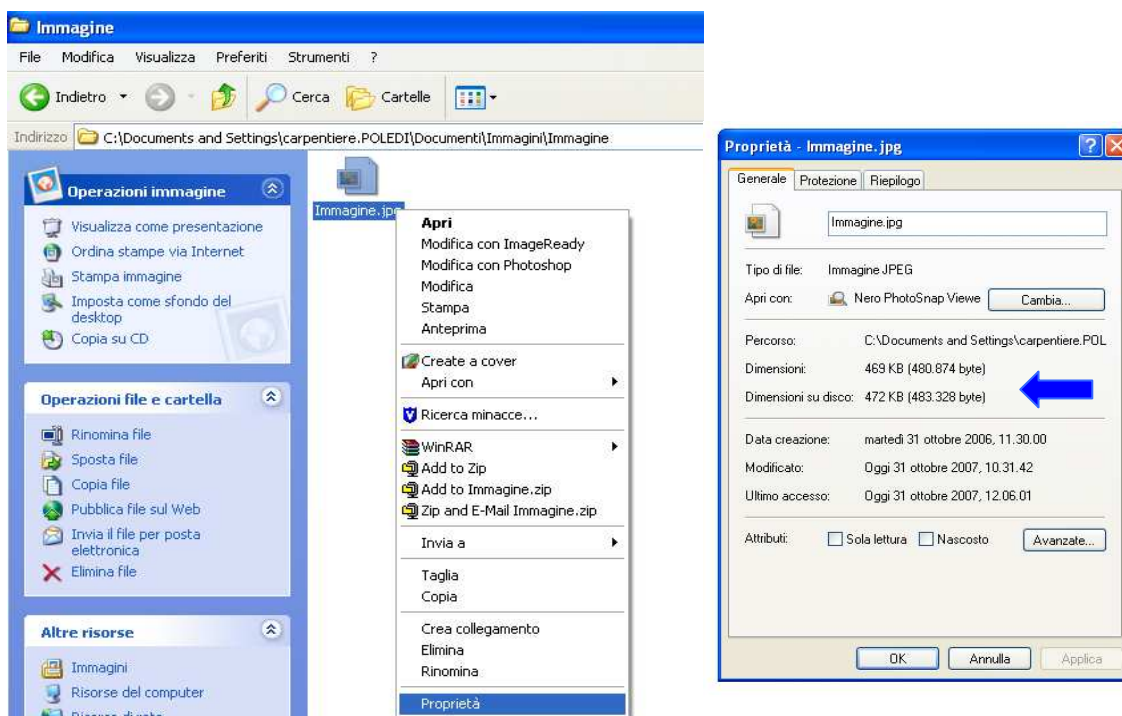 Immagine
File Modifica Visualizza Preferiti Strumenti ?
Indietro Cerca Cartelle
Indirizzo C:\Documents and Settings\carpentiere.POLEDI\Documenti\Immagini\Immagine
Operazioni immagine
Visualizza come presentazione
Ordina stampe via Internet
Stampa immagine
Imposta come sfondo del
desktop
Copia su CD
Operazioni file e cartella
Rinomina file
Sposta file
Copia file
Pubblica file sul Web
Invia il file per posta
elettronica
Elimina file
Altre risorse
Immagini
Risorse del computer
Immagine.jpg
Apri
Modifica con ImageReady
Modifica con Photoshop
Modifica
Stampa
Anteprima
Create a cover
Apri con
Ricerca minacce...
WinRAR
Add to Zip
Add to Immagine.zip
Zip and E-Mail Immagine.zip
Invia a
Taglia
Copia
Crea collegamento
Elimina
Rinomina
Proprietà
Proprietà - Immagine.jpg
Generale Protezione Riepilogo
Immagine.jpg
Tipo di file: Immagine JPEG
Apri con: Nero PhotoSnap Viewe Cambia...
Percorso: C:\Documents and Settings\carpentiere.POL
Dimensioni: 469 KB (480.874 byte)
Dimensioni su disco: 472 KB (483.328 byte)
Data creazione: martedì 31 ottobre 2006, 11.30.00
Modificato: Oggi 31 ottobre 2007, 10.31.42
Ultimo accesso: Oggi 31 ottobre 2007, 12.06.01
Attributi: Sola lettura Nascosto Avanzate...
OK Annulla Applica